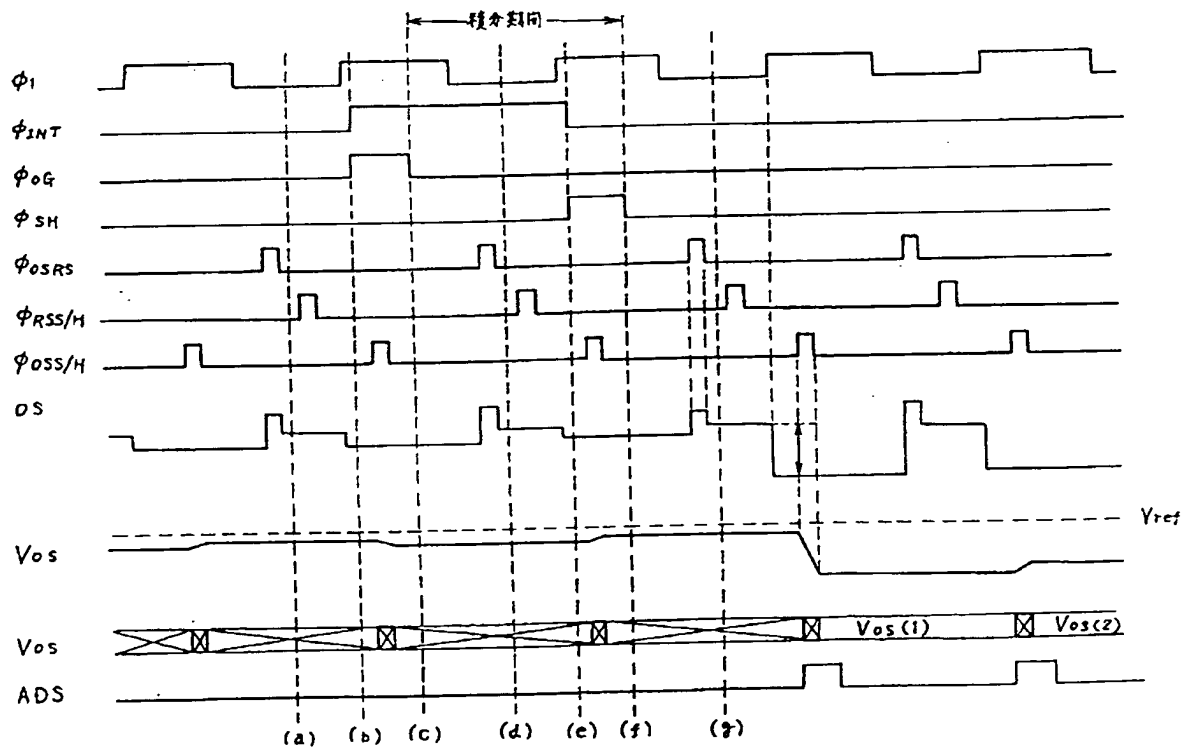 積分期間
φ1
φINT
φOG
φSH
φOSRS
φRSS/H
φOSS/H
OS
Vref
VOS
VOS
VOS(1)
VOS(2)
ADS
(a)
(b)
(c)
(d)
(e)
(f)
(g)